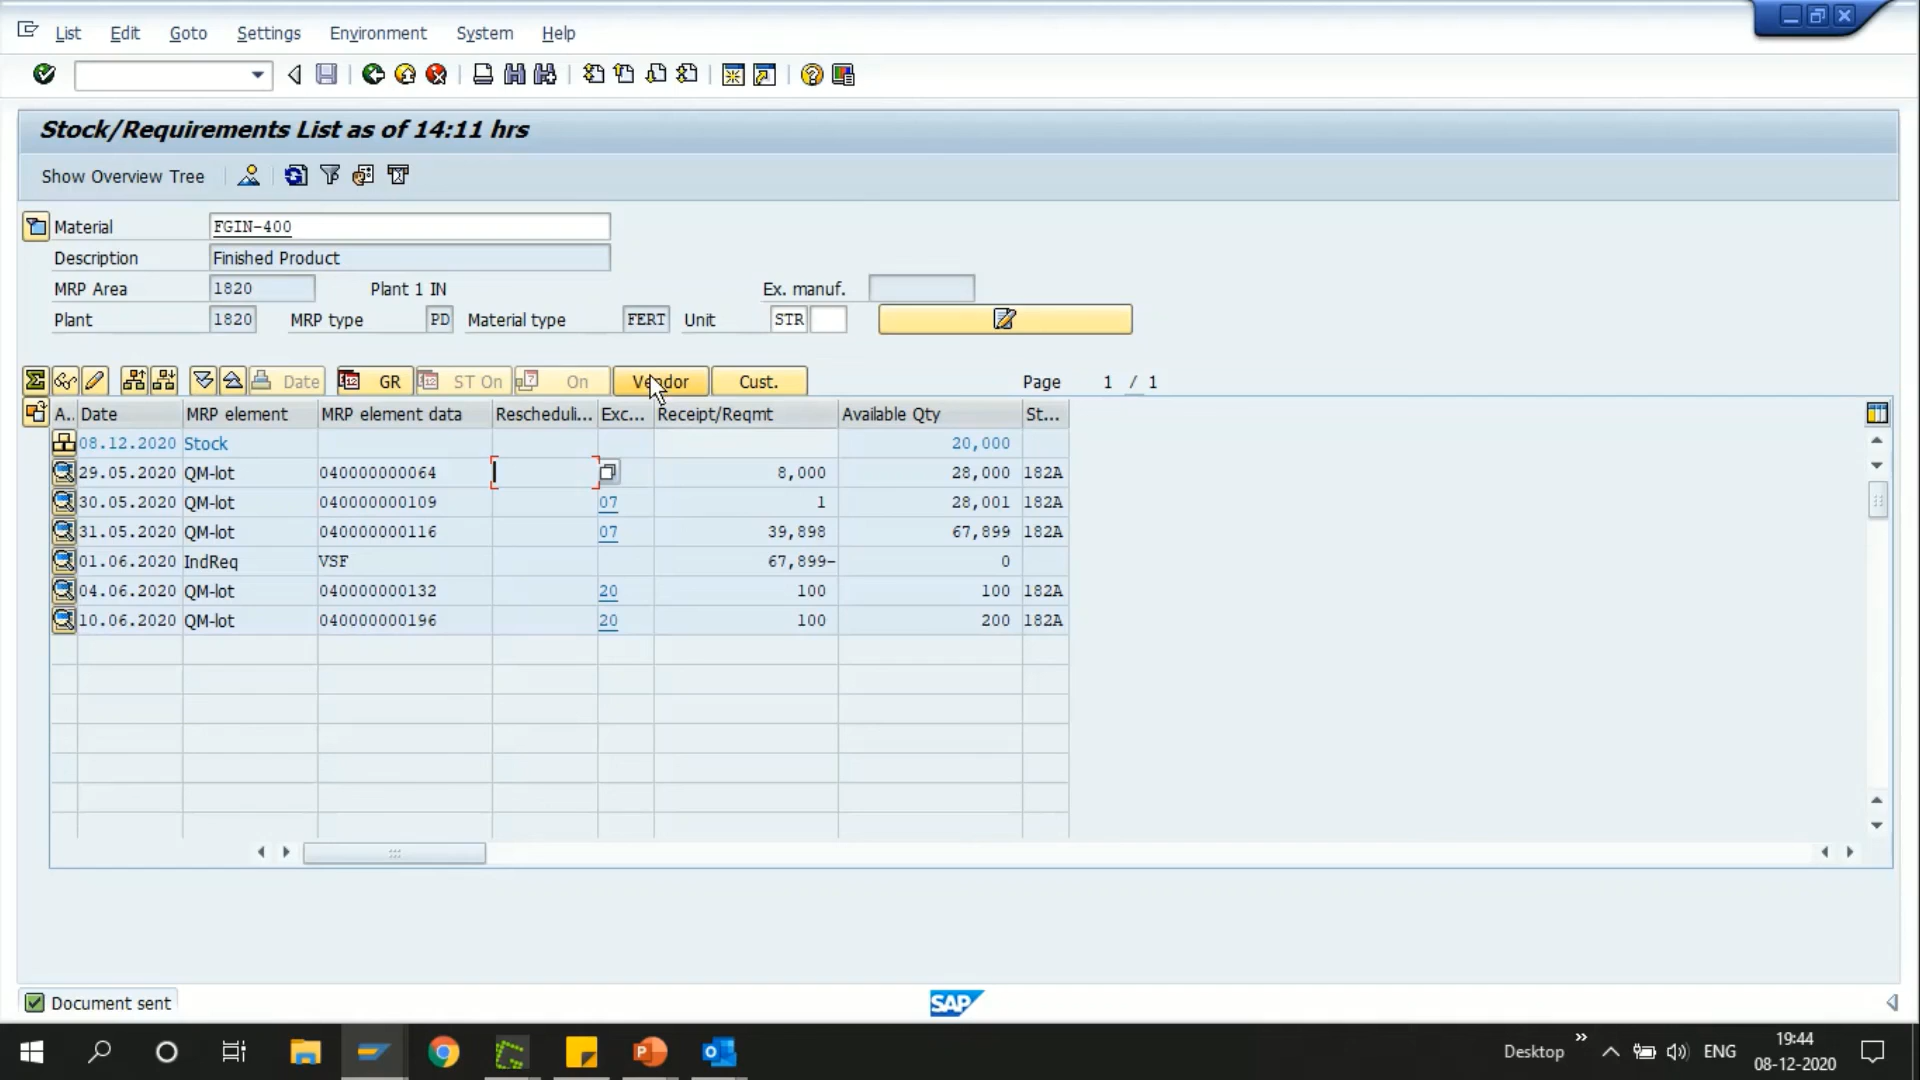 List Edit Goto Settings Environment System Help
Stock/Requirements List as of 14:11 hrs
Show Overview Tree
Material FGIN-400
Description Finished Product
MRP Area 1820 Plant 1 IN Ex. manuf.
Plant 1820 MRP type PD Material type FERT Unit STR
Date GR ST On On Vendor Cust. Page 1 / 1
A.. Date MRP element MRP element data Rescheduli... Exc... Receipt/Reqmt Available Qty St...
08.12.2020 Stock 20,000
29.05.2020 QM-lot 040000000064 8,000 28,000 182A
30.05.2020 QM-lot 040000000109 07 1 28,001 182A
31.05.2020 QM-lot 040000000116 07 39,898 67,899 182A
01.06.2020 IndReq VSF 67,899- 0
04.06.2020 QM-lot 040000000132 20 100 100 182A
10.06.2020 QM-lot 040000000196 20 100 200 182A
Document sent SAP
Desktop » ENG 19:44
08-12-2020